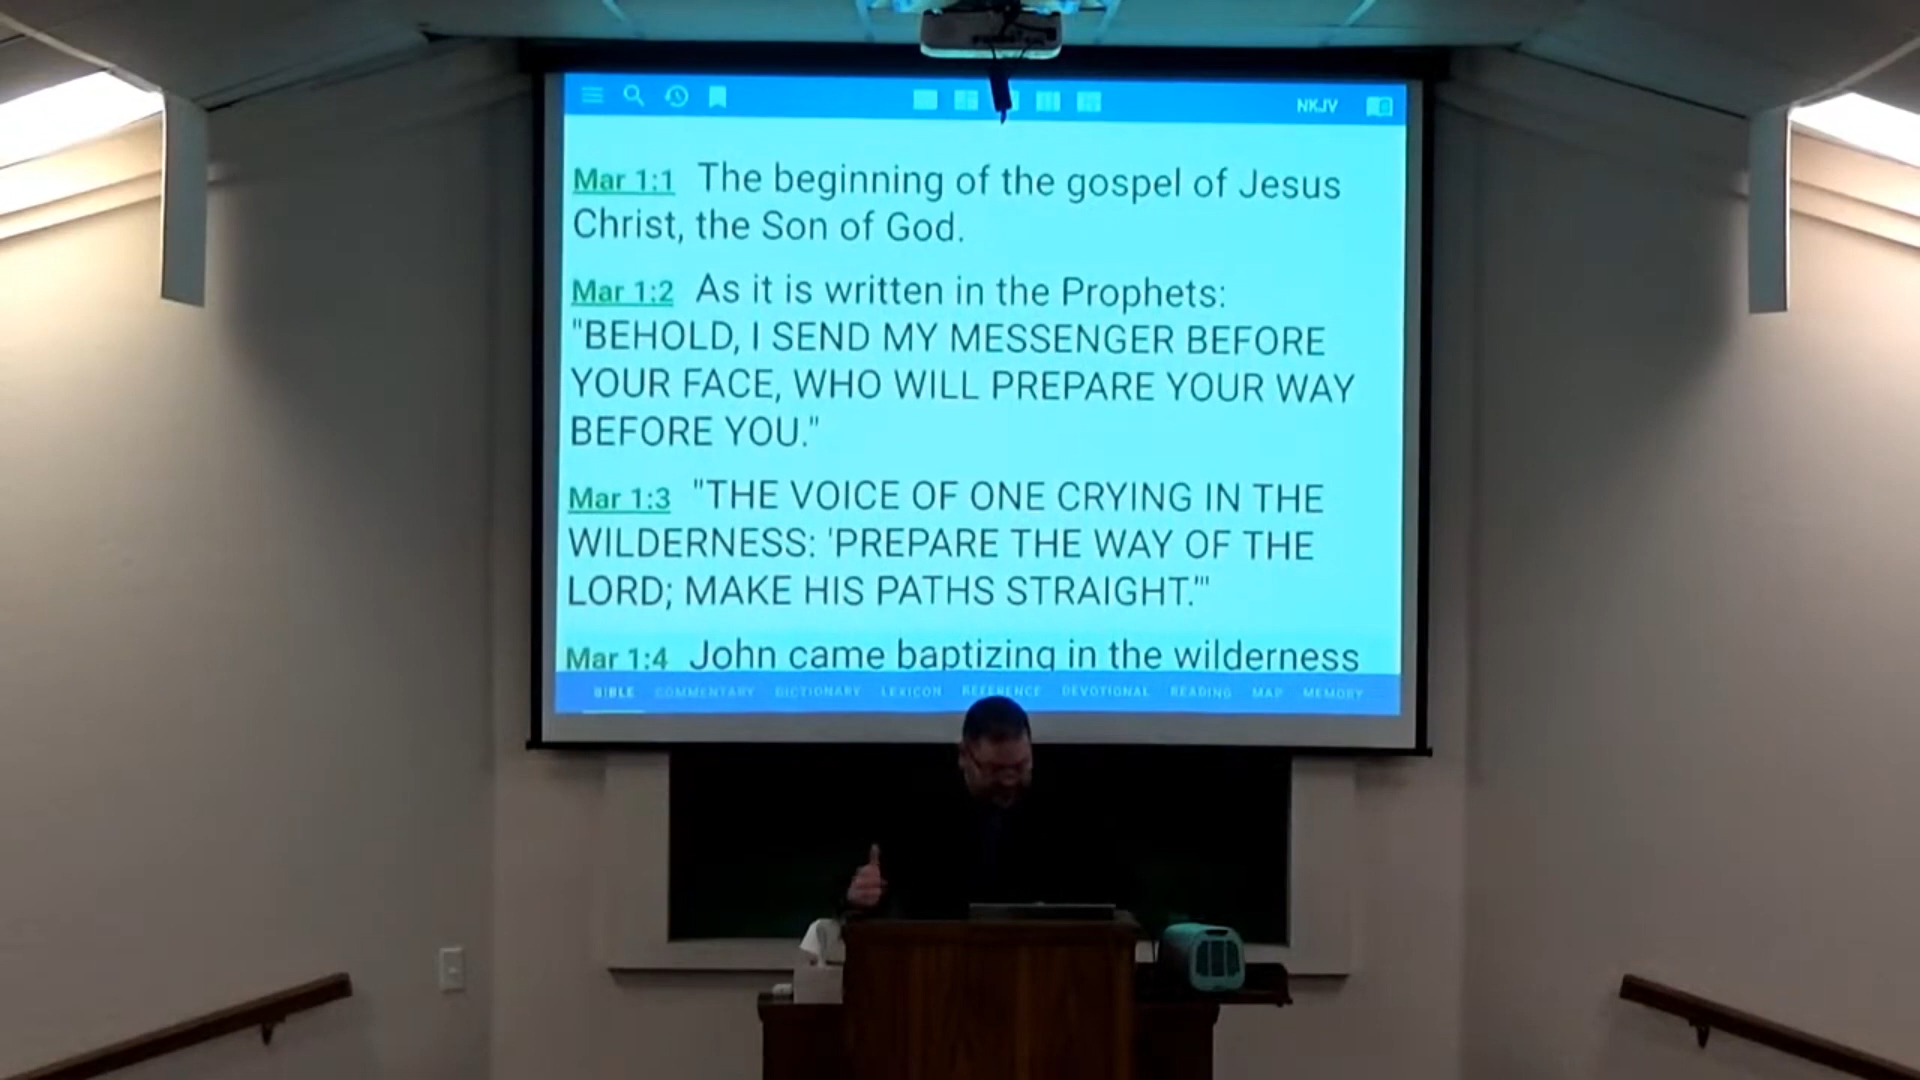 NKJV
Mar 1:1 The beginning of the gospel of Jesus
Christ, the Son of God.
Mar 1:2 As it is written in the Prophets:
"BEHOLD, I SEND MY MESSENGER BEFORE
YOUR FACE, WHO WILL PREPARE YOUR WAY
BEFORE YOU."
Mar 1:3 "THE VOICE OF ONE CRYING IN THE
WILDERNESS: 'PREPARE THE WAY OF THE
LORD; MAKE HIS PATHS STRAIGHT.'"
Mar 1:4 John came baptizing in the wilderness
BIBLE COMMENTARY DICTIONARY LEXICON REFERENCE DEVOTIONAL READING MAP MEMORY